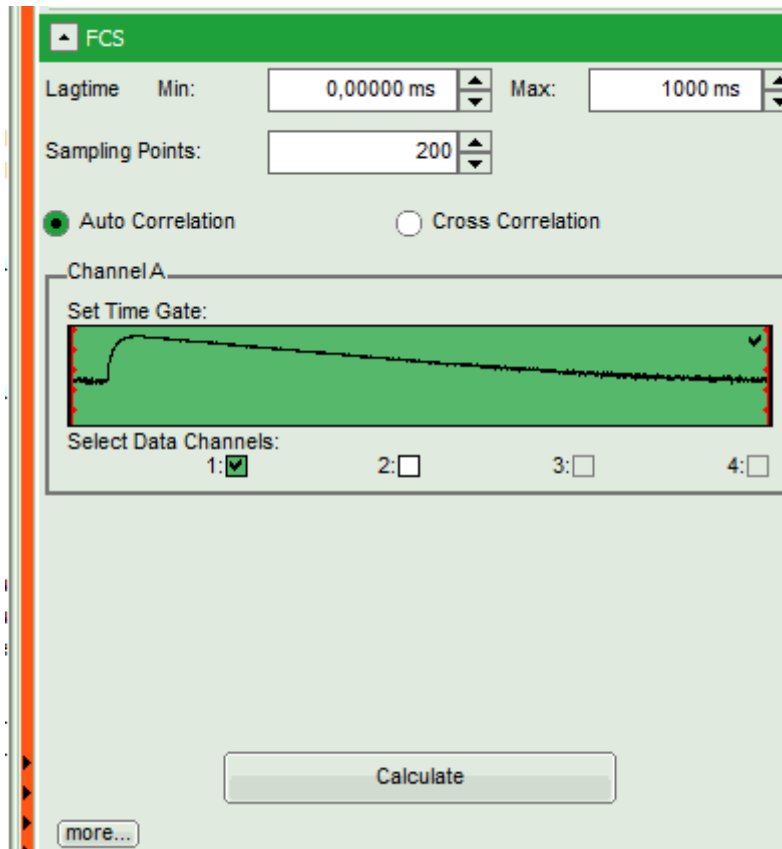 FCS
Lagtime Min: 0,00000 ms Max: 1000 ms
Sampling Points: 200
Auto Correlation Cross Correlation
Channel A
Set Time Gate:
Select Data Channels:
1: 2: 3: 4:
Calculate
more...